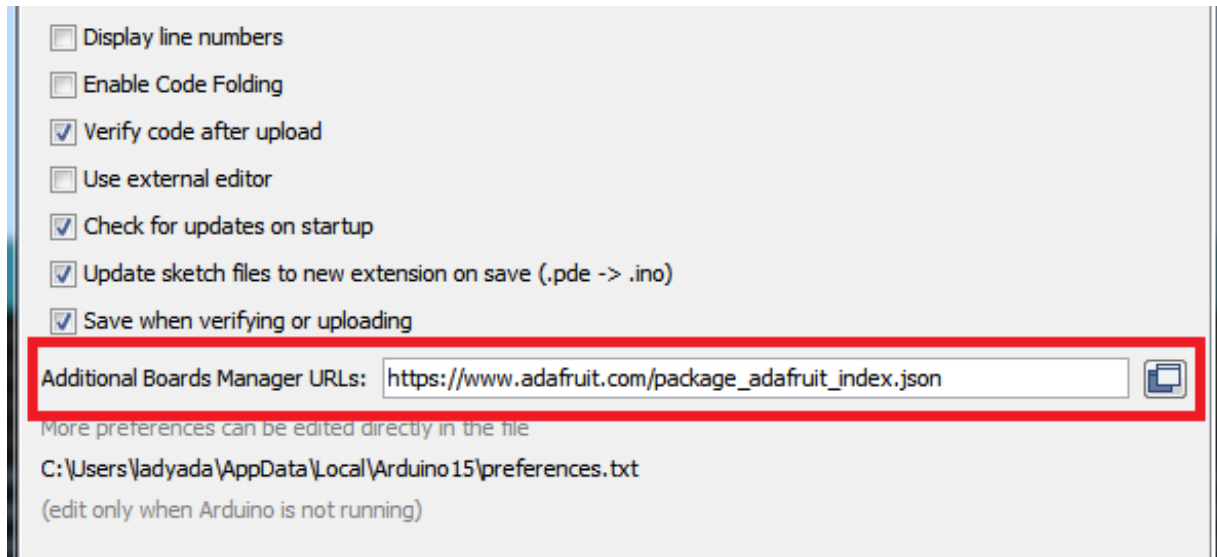 Display line numbers
Enable Code Folding
Verify code after upload
Use external editor
Check for updates on startup
Update sketch files to new extension on save (.pde -> .ino)
Save when verifying or uploading
Additional Boards Manager URLs: https://www.adafruit.com/package_adafruit_index.json
More preferences can be edited directly in the file
C:\Users\ladyada\AppData\Local\Arduino15\preferences.txt
(edit only when Arduino is not running)